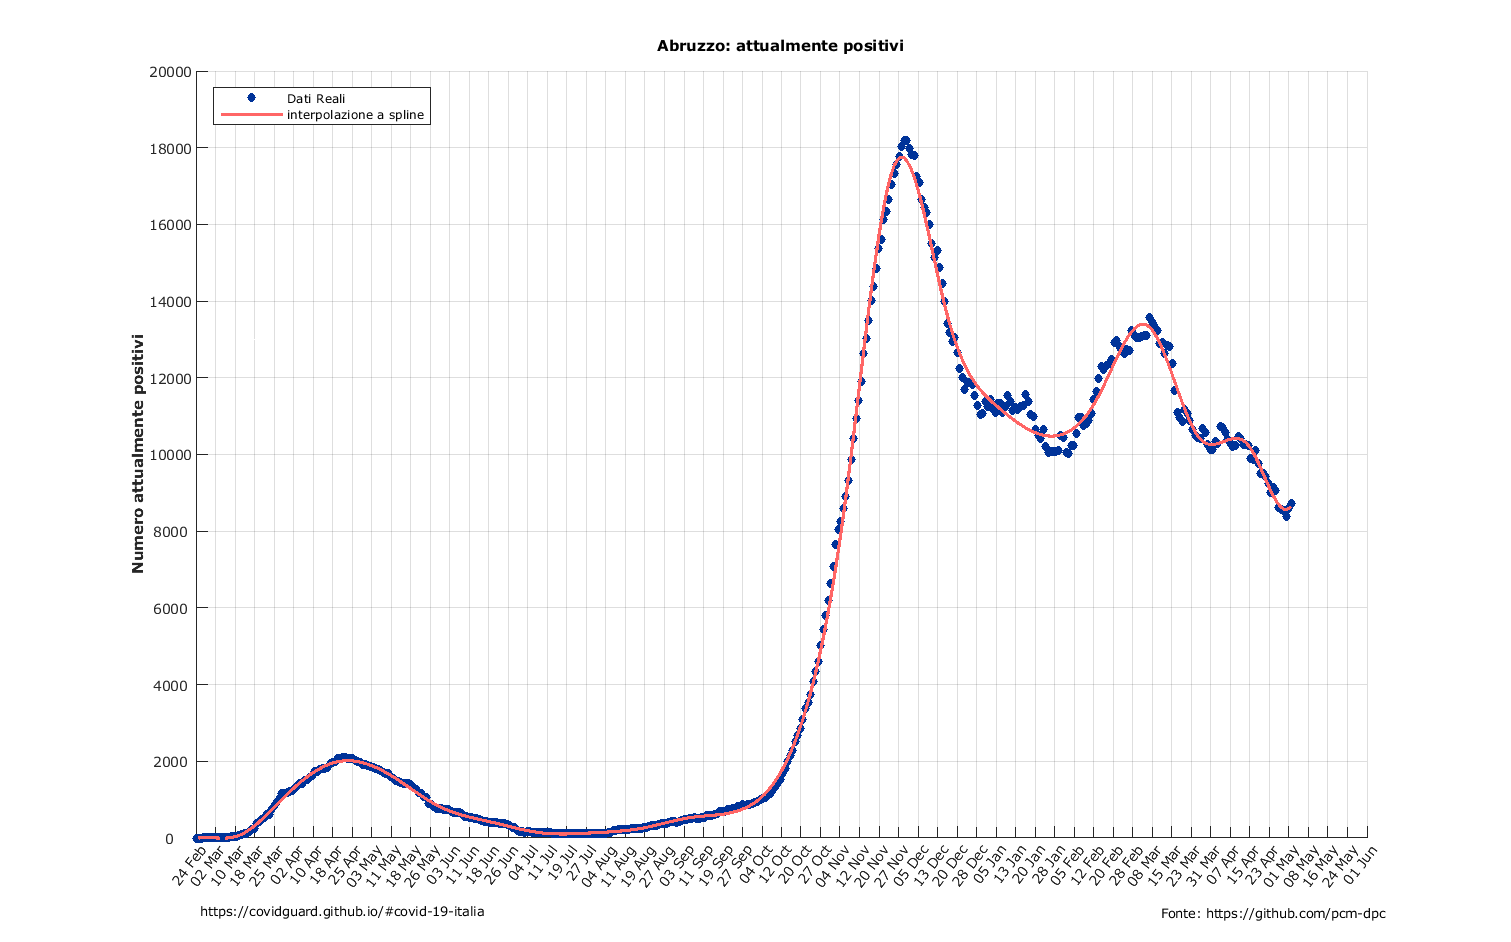 Abruzzo: attualmente positivi
20000
18000
16000
14000
12000
10000
8000
6000
4000
2000
0
Numero attualmente positivi
Dati Reali
interpolazione a spline
24 Feb
02 Mar
10 Mar
18 Mar
25 Mar
02 Apr
10 Apr
18 Apr
25 Apr
03 May
11 May
18 May
26 May
03 Jun
11 Jun
18 Jun
26 Jun
04 Jul
11 Jul
19 Jul
27 Jul
04 Aug
11 Aug
19 Aug
27 Aug
03 Sep
11 Sep
19 Sep
27 Sep
04 Oct
12 Oct
20 Oct
27 Oct
04 Nov
12 Nov
20 Nov
27 Nov
05 Dec
13 Dec
20 Dec
28 Dec
05 Jan
13 Jan
20 Jan
28 Jan
05 Feb
12 Feb
20 Feb
28 Feb
08 Mar
15 Mar
23 Mar
31 Mar
07 Apr
15 Apr
23 Apr
01 May
08 May
16 May
24 May
01 Jun
https://covidguard.github.io/#covid-19-italia
Fonte: https://github.com/pcm-dpc